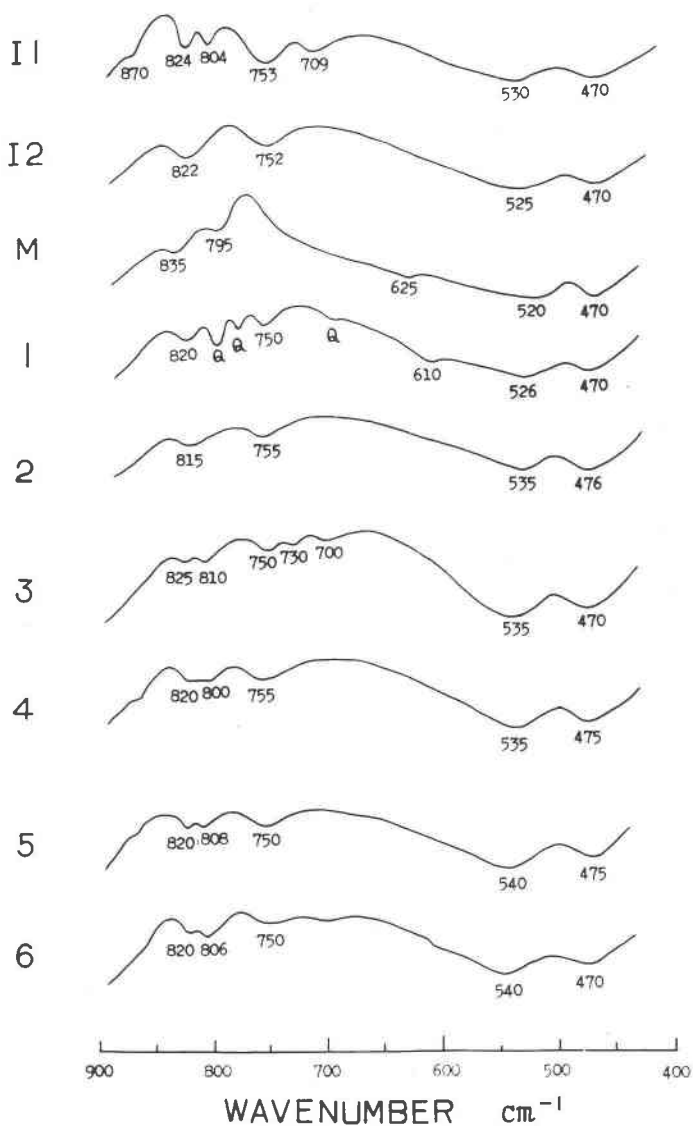 I1
870 824 804 753 709 530 470
I2
822 752 525 470
M
835 795 625 520 470
1
820 Q Q 750 Q 610 526 470
2
815 755 535 476
3
825 810 750 730 700 535 470
4
820 800 755 535 475
5
820 808 750 540 475
6
820 806 750 540 470
900 800 700 600 500 400
WAVENUMBER cm⁻¹